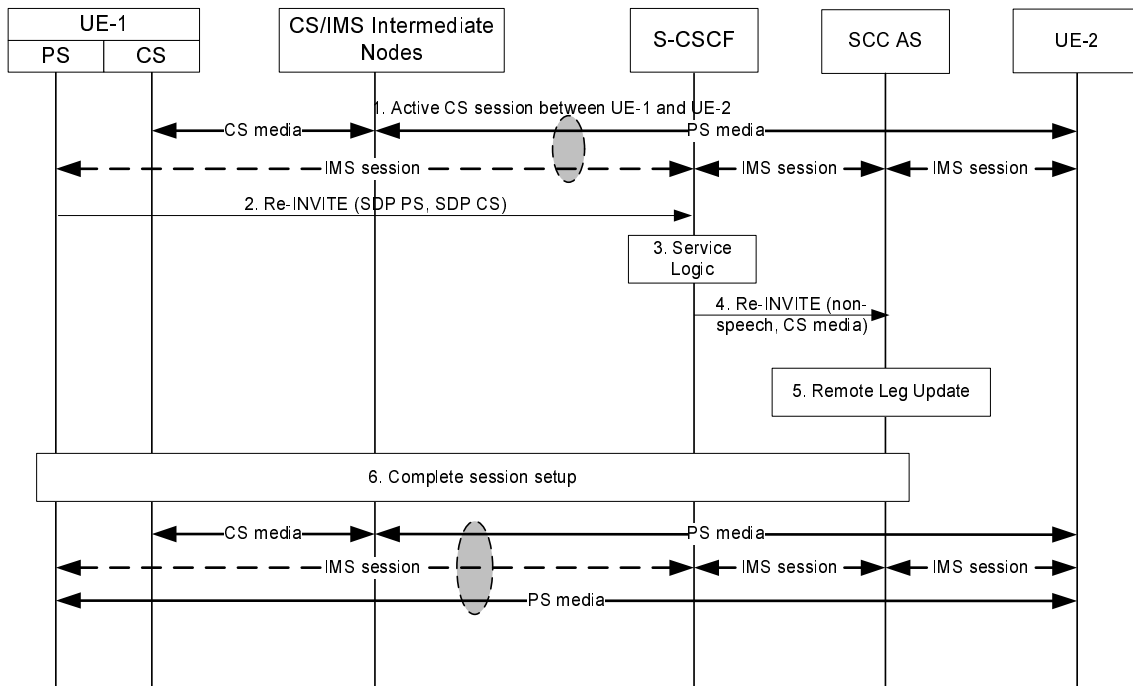 UE-1
PS
CS
CS/IMS Intermediate
Nodes
S-CSCF
SCC AS
UE-2
1. Active CS session between UE-1 and UE-2
CS media
PS media
IMS session
IMS session
IMS session
2. Re-INVITE (SDP PS, SDP CS)
3. Service
Logic
4. Re-INVITE (non-
speech, CS media)
5. Remote Leg Update
6. Complete session setup
CS media
PS media
IMS session
IMS session
IMS session
PS media